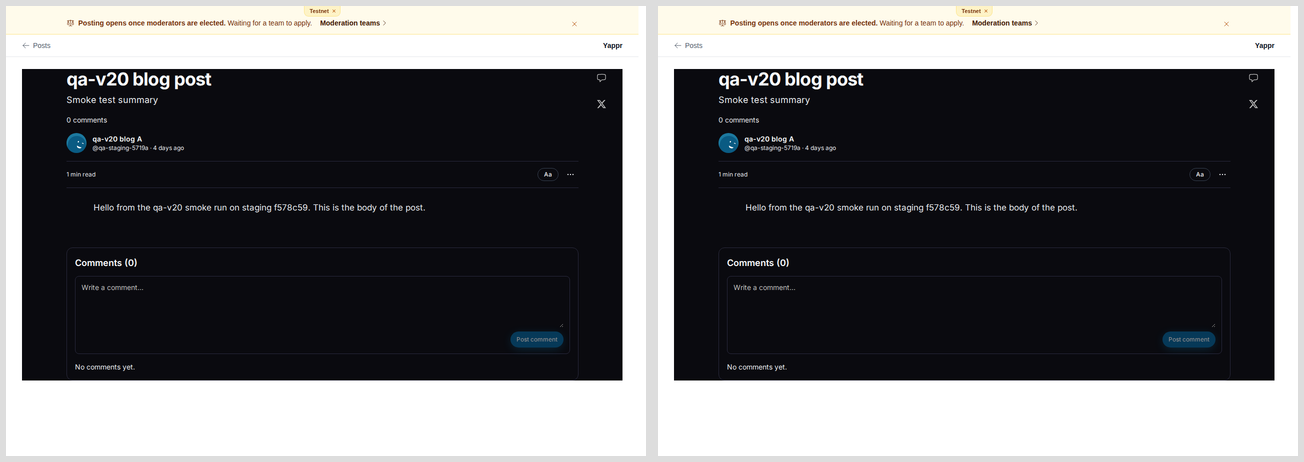 Testnet ×
Posting opens once moderators are elected. Waiting for a team to apply. Moderation teams
Posts
Yappr
qa-v20 blog post
Smoke test summary
0 comments
qa-v20 blog A
@qa-staging-5719a · 4 days ago
1 min read
Aa
Hello from the qa-v20 smoke run on staging f578c59. This is the body of the post.
Comments (0)
Write a comment...
Post comment
No comments yet.
Testnet ×
Posting opens once moderators are elected. Waiting for a team to apply. Moderation teams
Posts
Yappr
qa-v20 blog post
Smoke test summary
0 comments
qa-v20 blog A
@qa-staging-5719a · 4 days ago
1 min read
Aa
Hello from the qa-v20 smoke run on staging f578c59. This is the body of the post.
Comments (0)
Write a comment...
Post comment
No comments yet.